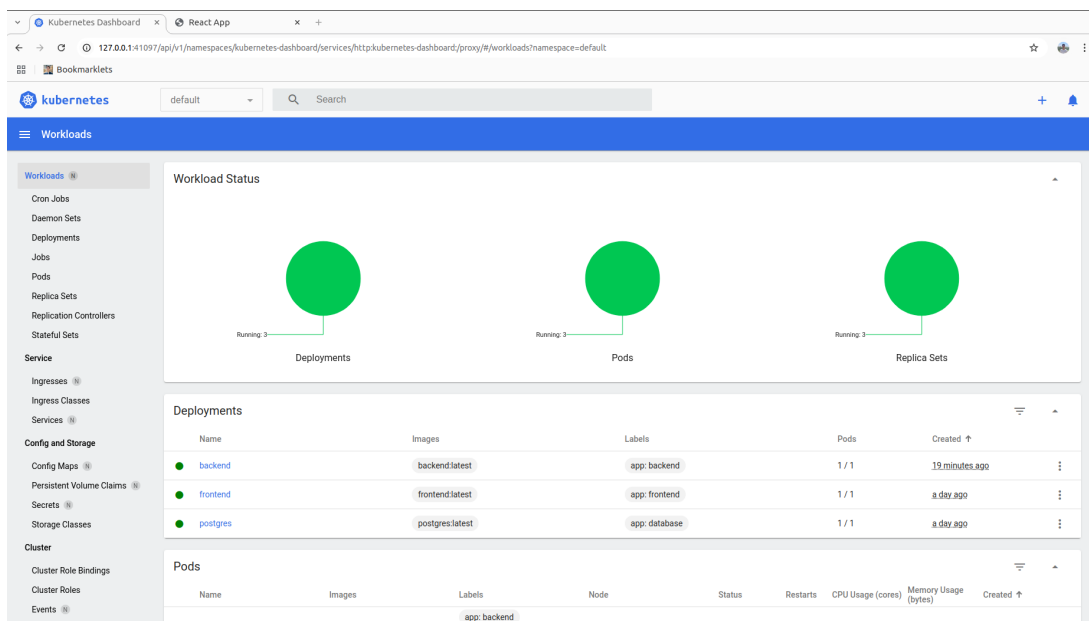 Kubernetes Dashboard
React App
127.0.0.1:41097/api/v1/namespaces/kubernetes-dashboard/services/http:kubernetes-dashboard:/proxy/#/workloads?namespace=default
Bookmarklets
kubernetes
default
Search
Workloads
Workloads N
Cron Jobs
Daemon Sets
Deployments
Jobs
Pods
Replica Sets
Replication Controllers
Stateful Sets
Service
Ingresses N
Ingress Classes
Services N
Config and Storage
Config Maps N
Persistent Volume Claims N
Secrets N
Storage Classes
Cluster
Cluster Role Bindings
Cluster Roles
Events N
Workload Status
Running: 3
Deployments
Running: 3
Pods
Running: 3
Replica Sets
Deployments
Name Images Labels Pods Created
backend backend:latest app: backend 1 / 1 19 minutes ago
frontend frontend:latest app: frontend 1 / 1 a day ago
postgres postgres:latest app: database 1 / 1 a day ago
Pods
Name Images Labels Node Status Restarts CPU Usage (cores) Memory Usage (bytes) Created
app: backend